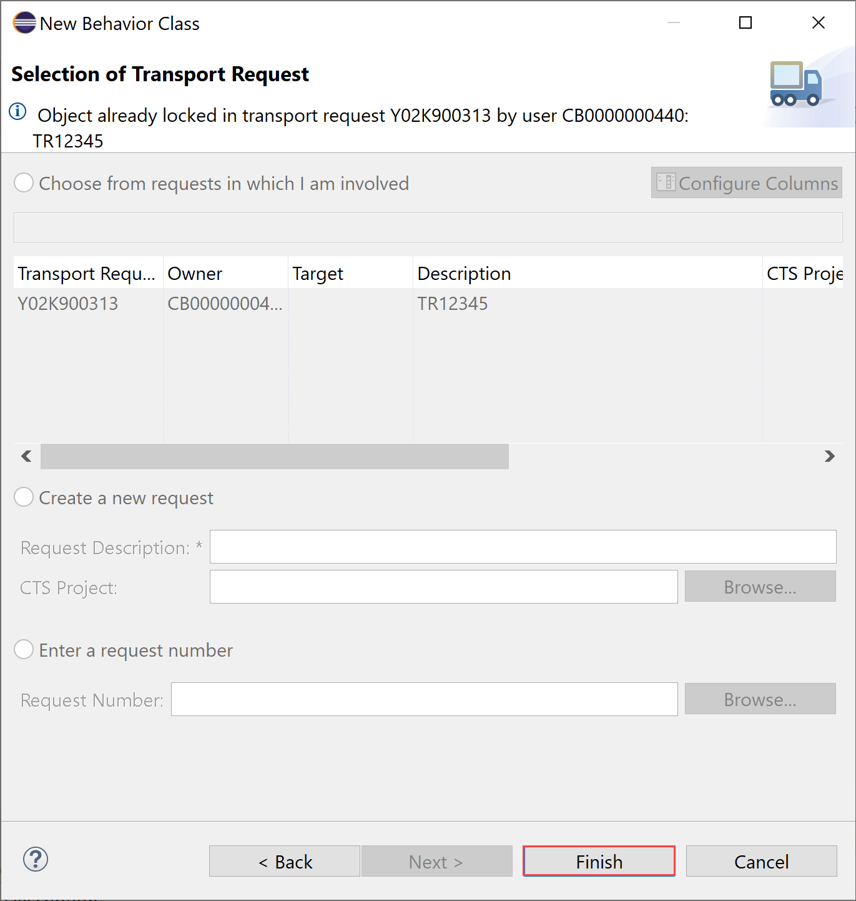 New Behavior Class
Selection of Transport Request
Object already locked in transport request Y02K900313 by user CB0000000440:
TR12345
Choose from requests in which I am involved
Configure Columns
Transport Requ... Owner Target Description CTS Proje
Y02K900313 CB00000004... TR12345
Create a new request
Request Description: *
CTS Project:
Browse...
Enter a request number
Request Number:
Browse...
< Back Next > Finish Cancel